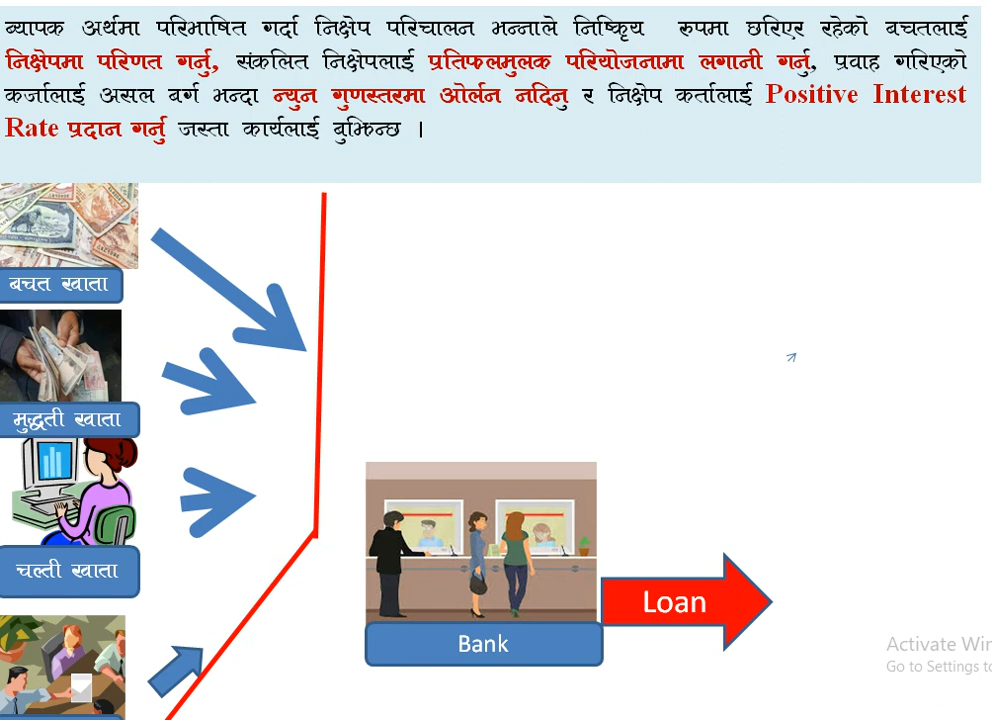 ब्यापक अर्थमा परिभाषित गर्दा निक्षेप परिचालन भन्नाले निष्क्रिय रुपमा छरिएर रहेको बचतलाई
निक्षेपमा परिणत गर्नु, संकलित निक्षेपलाई प्रतिफलमुलक परियोजनामा लगानी गर्नु, प्रवाह गरिएको
कर्जालाई असल बर्ग भन्दा न्युन गुणस्तरमा ओर्लन नदिनु र निक्षेप कर्तालाई Positive Interest
Rate प्रदान गर्नु जस्ता कार्यलाई बुझिन्छ ।
बचत खाता
मुद्धती खाता
चल्ती खाता
Bank
Loan
Activate Win
Go to Settings to